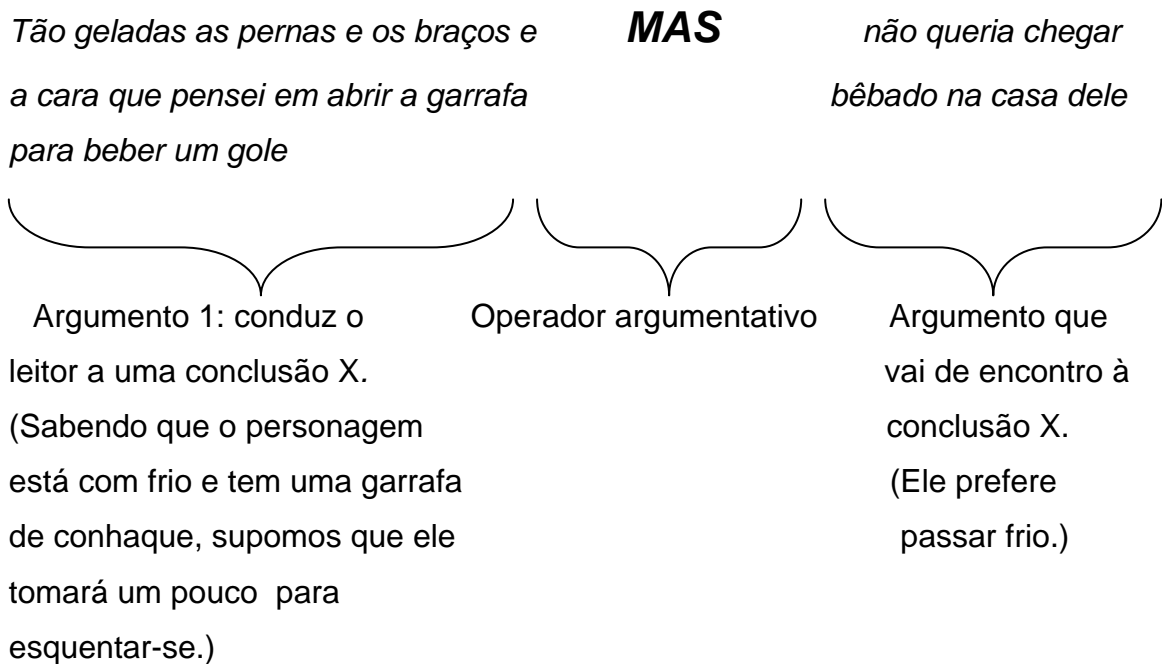 Tão geladas as pernas e os braços e
a cara que pensei em abrir a garrafa
para beber um gole
MAS
não queria chegar
bêbado na casa dele
Argumento 1: conduz o
leitor a uma conclusão X.
(Sabendo que o personagem
está com frio e tem uma garrafa
de conhaque, supomos que ele
tomará um pouco para
esquentar-se.)
Operador argumentativo
Argumento que
vai de encontro à
conclusão X.
(Ele prefere
passar frio.)